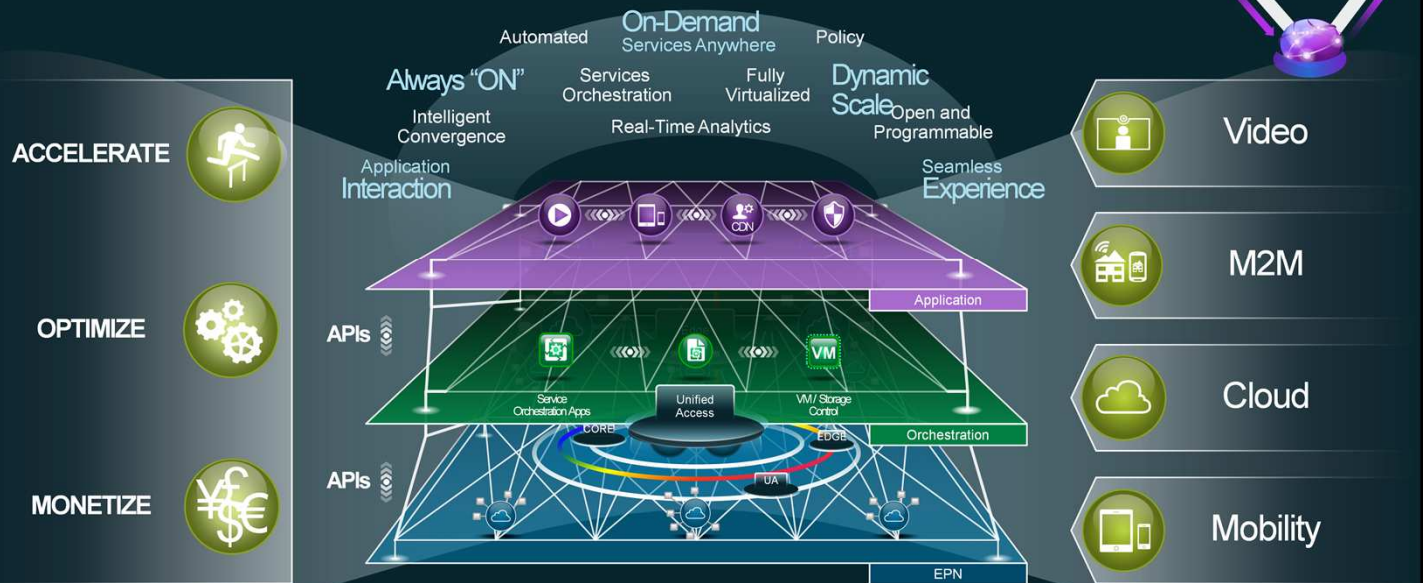 On-Demand
Services Anywhere
Automated
Policy
Always “ON”
Services
Orchestration
Fully
Virtualized
Dynamic
Scale
Intelligent
Convergence
Real-Time Analytics
Open and
Programmable
Application
Interaction
Seamless
Experience
ACCELERATE
OPTIMIZE
MONETIZE
CDN
Application
APIs
VM
Service
Orchestration Apps
Unified
Access
VM / Storage
Control
Orchestration
CORE
EDGE
APIs
UA
EPN
Video
M2M
Cloud
Mobility